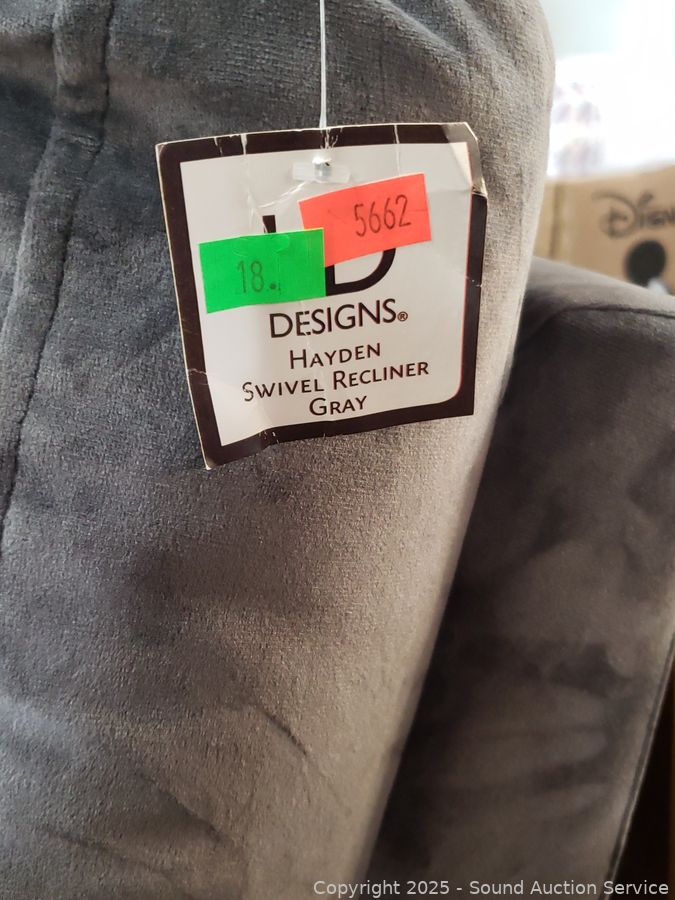 5662
18.
DESIGNS®
HAYDEN
SWIVEL RECLINER
GRAY
Copyright 2025 - Sound Auction Service